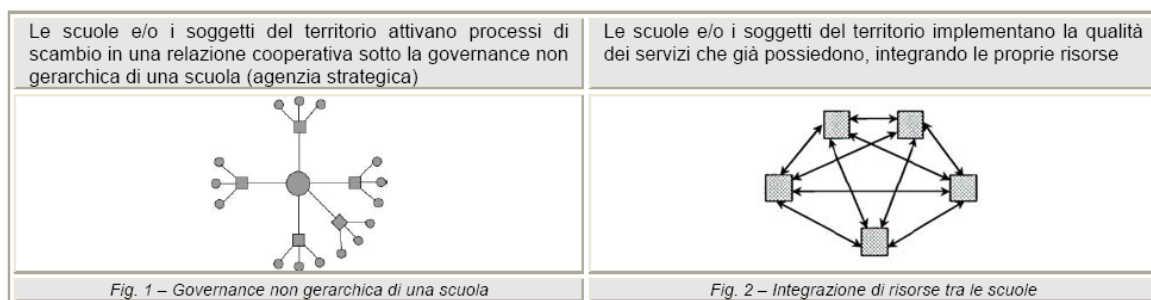 Le scuole e/o i soggetti del territorio attivano processi di
scambio in una relazione cooperativa sotto la governance non
gerarchica di una scuola (agenzia strategica)
Le scuole e/o i soggetti del territorio implementano la qualità
dei servizi che già possiedono, integrando le proprie risorse
Fig. 1 – Governance non gerarchica di una scuola
Fig. 2 – Integrazione di risorse tra le scuole